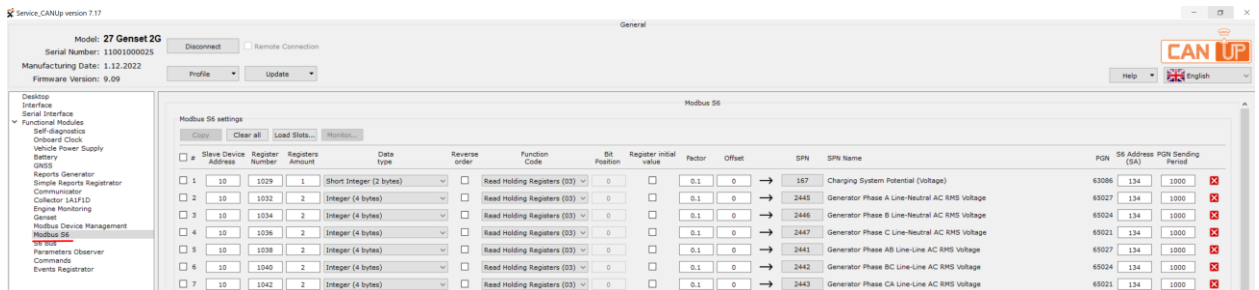 Service_CANUp version 7.17
General
Model: 27 Genset 2G
Serial Number: 11001000025
Manufacturing Date: 1.12.2022
Firmware Version: 9.09
Disconnect
Remote Connection
Profile
Update
CAN UP
Help
English
Desktop
Interface
Serial Interface
Functional Modules
Self-diagnostics
Onboard Clock
Vehicle Power Supply
Battery
GNSS
Reports Generator
Simple Reports Registrator
Communicator
Collector 1A1F1D
Engine Monitoring
Genset
Modbus Device Management
Modbus S6
S6 Bus
Parameters Observer
Commands
Events Registrator
Modbus S6
Modbus S6 settings
Copy Clear all Load Slots... Monitor...
# Slave Device Address Register Number Registers Amount Data type Reverse order Function Code Bit Position Register initial value Factor Offset SPN SPN Name PGN S6 Address (SA) PGN Sending Period
1 10 1029 1 Short Integer (2 bytes) Read Holding Registers (03) 0 0.1 0 → 167 Charging System Potential (Voltage) 63086 134 1000
2 10 1032 2 Integer (4 bytes) Read Holding Registers (03) 0 0.1 0 → 2445 Generator Phase A Line-Neutral AC RMS Voltage 65027 134 1000
3 10 1034 2 Integer (4 bytes) Read Holding Registers (03) 0 0.1 0 → 2446 Generator Phase B Line-Neutral AC RMS Voltage 65024 134 1000
4 10 1036 2 Integer (4 bytes) Read Holding Registers (03) 0 0.1 0 → 2447 Generator Phase C Line-Neutral AC RMS Voltage 65021 134 1000
5 10 1038 2 Integer (4 bytes) Read Holding Registers (03) 0 0.1 0 → 2441 Generator Phase AB Line-Line AC RMS Voltage 65027 134 1000
6 10 1040 2 Integer (4 bytes) Read Holding Registers (03) 0 0.1 0 → 2442 Generator Phase BC Line-Line AC RMS Voltage 65024 134 1000
7 10 1042 2 Integer (4 bytes) Read Holding Registers (03) 0 0.1 0 → 2443 Generator Phase CA Line-Line AC RMS Voltage 65021 134 1000